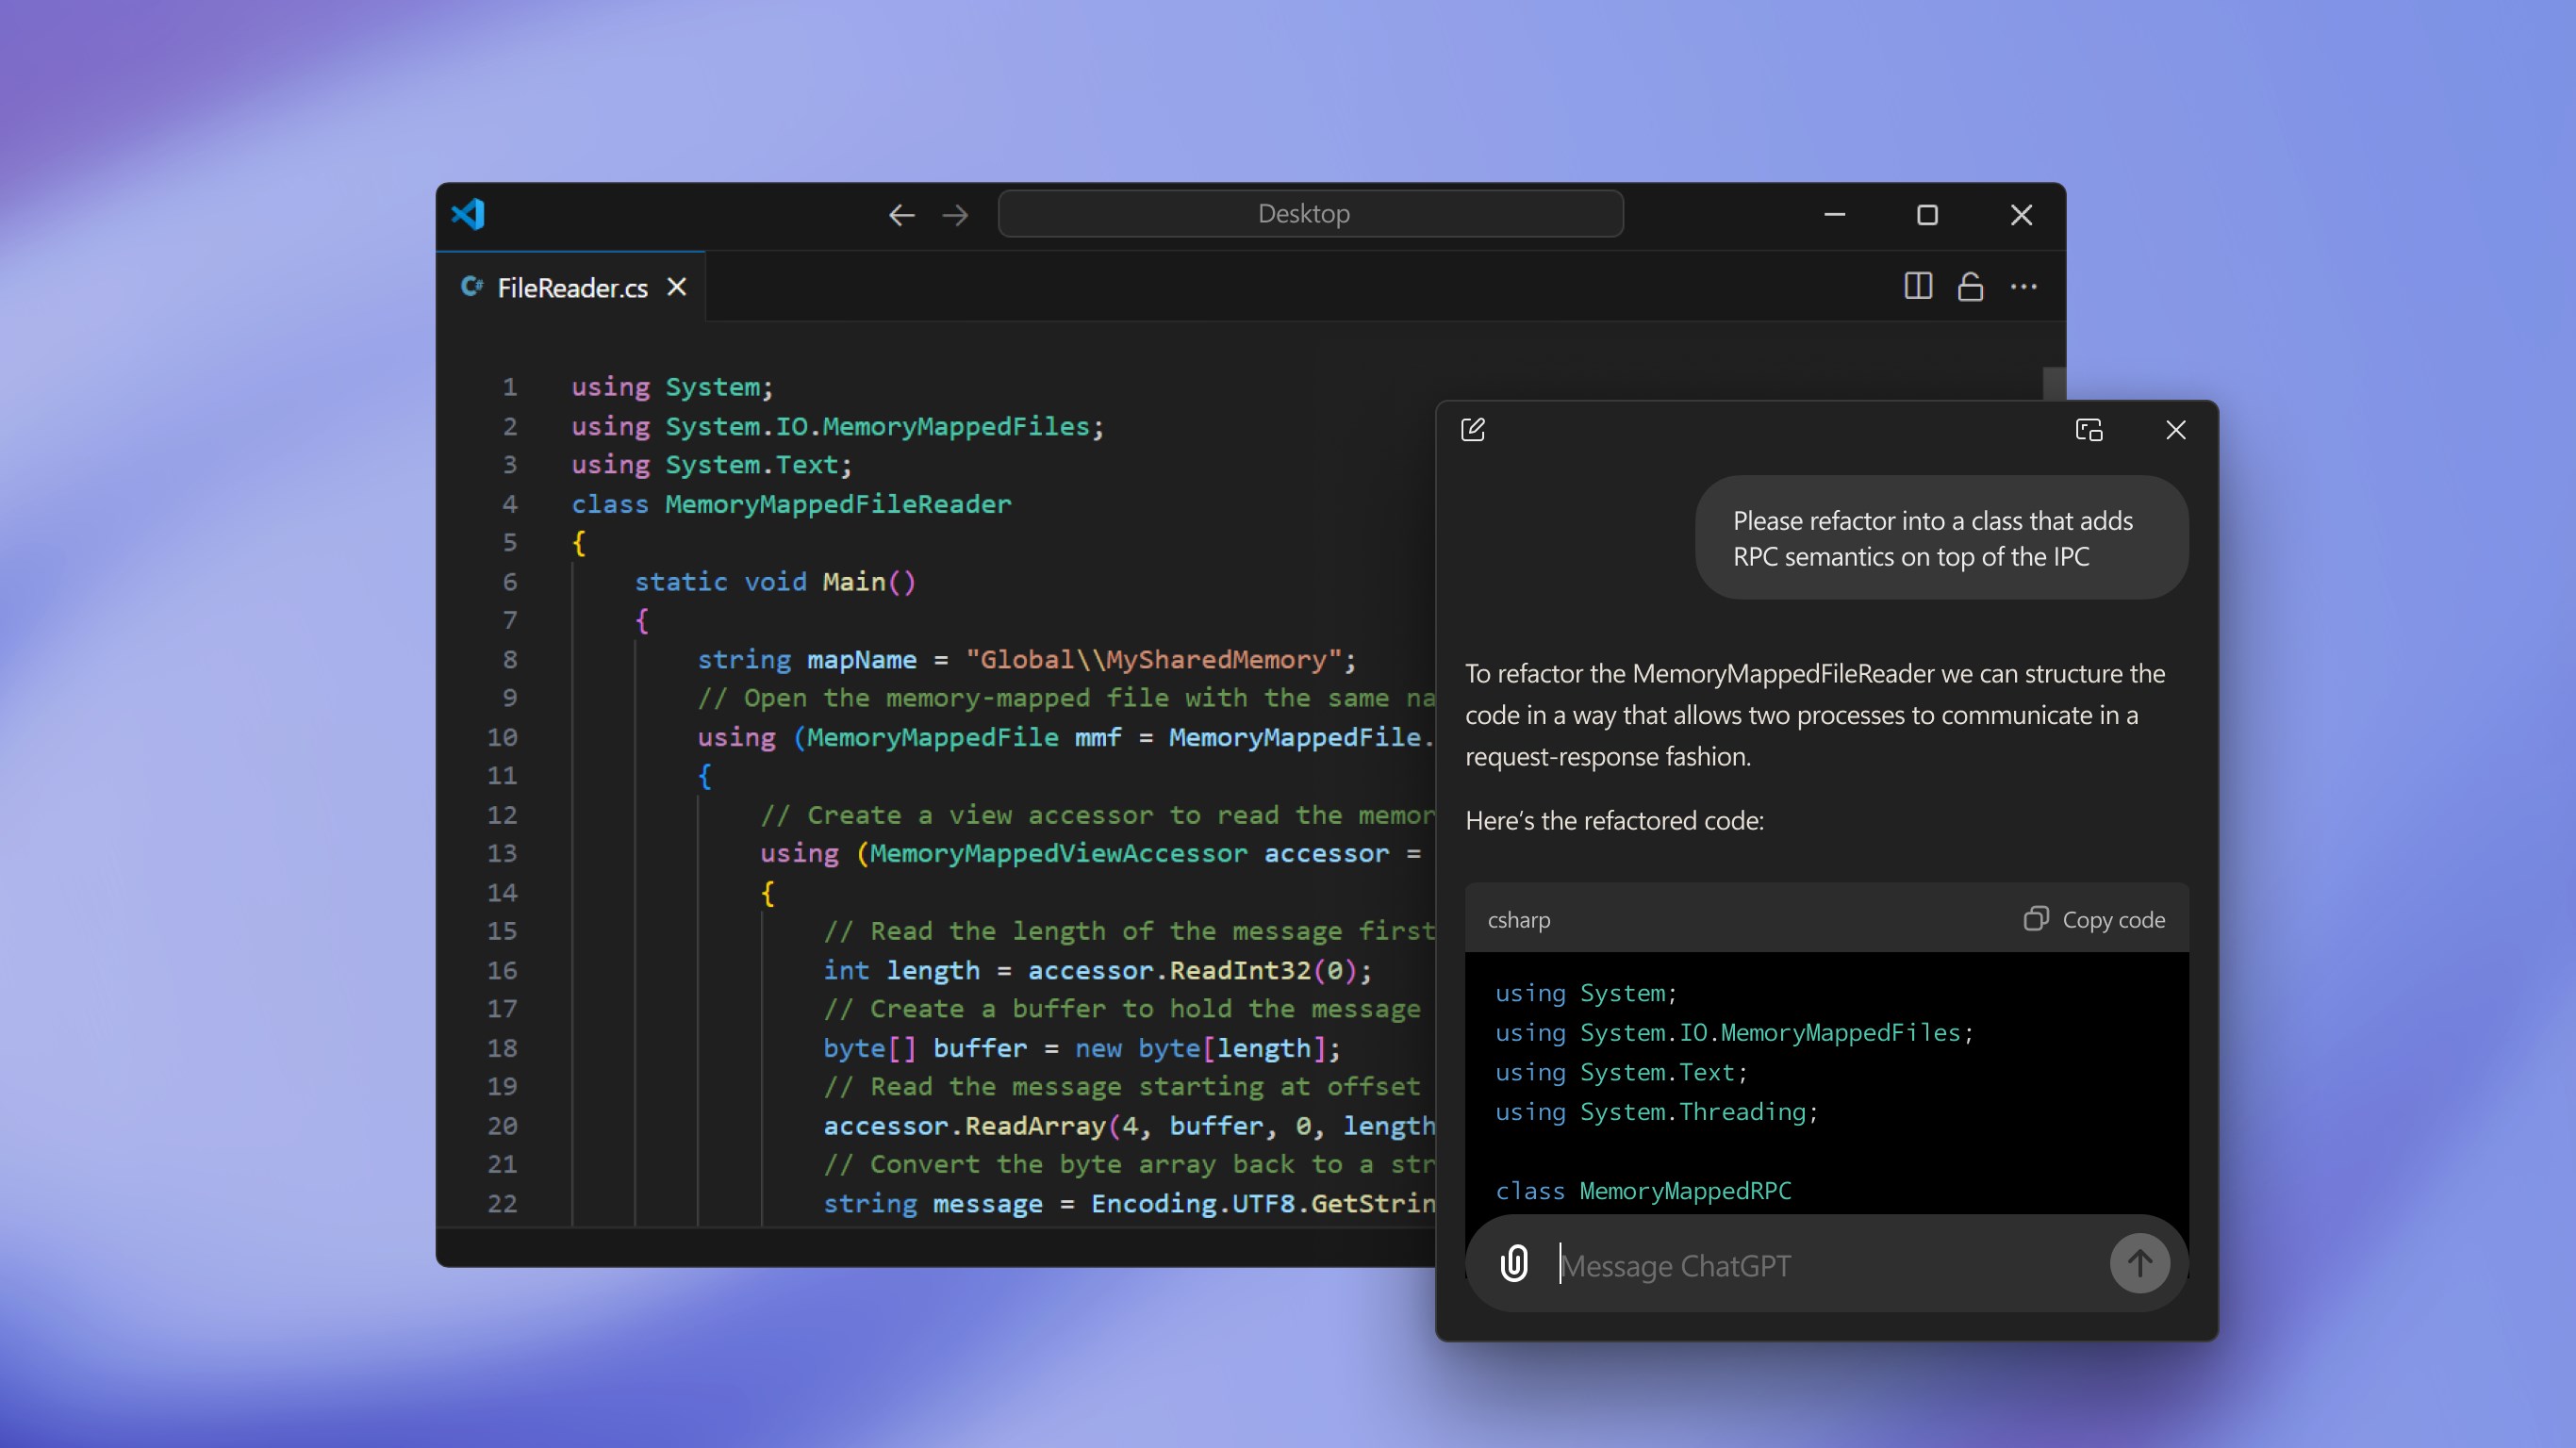 Desktop
FileReader.cs
1 using System;
2 using System.IO.MemoryMappedFiles;
3 using System.Text;
4 class MemoryMappedFileReader
5 {
6 static void Main()
7 {
8 string mapName = "Global\\MySharedMemory";
9 // Open the memory-mapped file with the same na
10 using (MemoryMappedFile mmf = MemoryMappedFile.
11 {
12 // Create a view accessor to read the memor
13 using (MemoryMappedViewAccessor accessor =
14 {
15 // Read the length of the message first
16 int length = accessor.ReadInt32(0);
17 // Create a buffer to hold the message
18 byte[] buffer = new byte[length];
19 // Read the message starting at offset
20 accessor.ReadArray(4, buffer, 0, length
21 // Convert the byte array back to a str
22 string message = Encoding.UTF8.GetStrin
Please refactor into a class that adds
RPC semantics on top of the IPC
To refactor the MemoryMappedFileReader we can structure the
code in a way that allows two processes to communicate in a
request-response fashion.
Here’s the refactored code:
csharp
Copy code
using System;
using System.IO.MemoryMappedFiles;
using System.Text;
using System.Threading;
class MemoryMappedRPC
Message ChatGPT